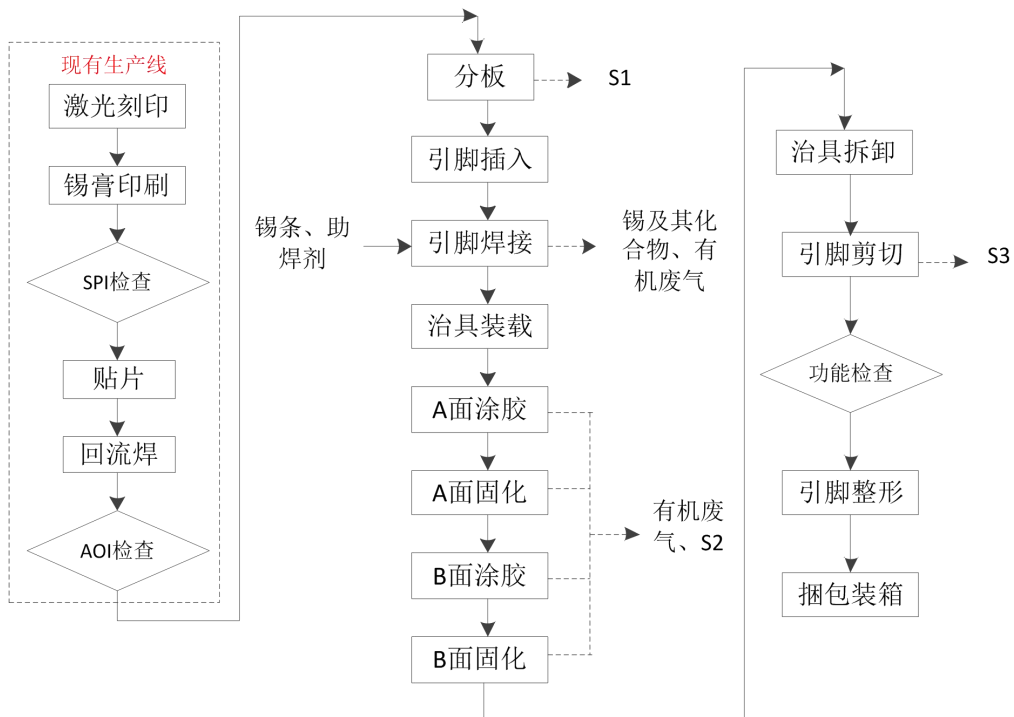 现有生产线
激光刻印
锡膏印刷
SPI检查
贴片
回流焊
AOI检查
分板
S1
引脚插入
锡条、助
焊剂
引脚焊接
锡及其化
合物、有
机废气
治具装载
A面涂胶
A面固化
有机废
气、S2
B面涂胶
B面固化
治具拆卸
引脚剪切
S3
功能检查
引脚整形
捆包装箱